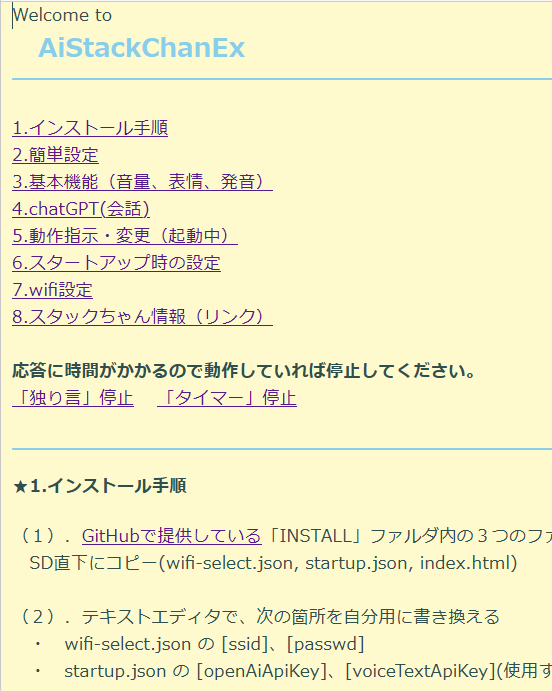 Welcome to
AiStackChanEx
1.インストール手順
2.簡単設定
3.基本機能（音量、表情、発音）
4.chatGPT(会話)
5.動作指示・変更（起動中）
6.スタートアップ時の設定
7.wifi設定
8.スタックちゃん情報（リンク）
応答に時間がかかるので動作していれば停止してください。
「独り言」停止 「タイマー」停止
★1.インストール手順
（１）．GitHubで提供している「INSTALL」ファルダ内の３つのファ
SD直下にコピー(wifi-select.json, startup.json, index.html)
（２）．テキストエディタで、次の箇所を自分用に書き換える
・ wifi-select.json の [ssid]、[passwd]
・ startup.json の [openAiApiKey]、[voiceTextApiKey](使用す